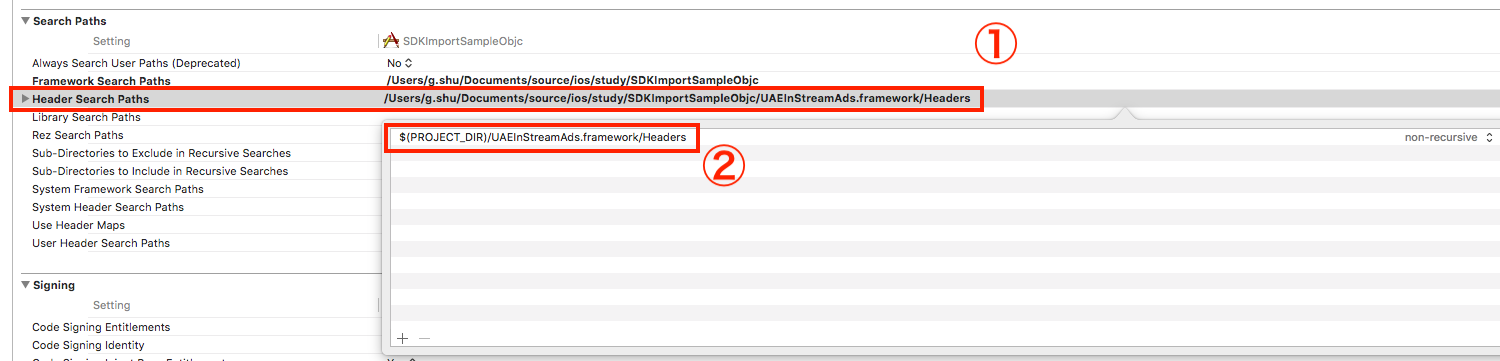 Search Paths
Setting SDKImportSampleObjc
①
Always Search User Paths (Deprecated) No
Framework Search Paths /Users/g.shu/Documents/source/ios/study/SDKImportSampleObjc
Header Search Paths /Users/g.shu/Documents/source/ios/study/SDKImportSampleObjc/UAEInStreamAds.framework/Headers
Library Search Paths
$(PROJECT_DIR)/UAEInStreamAds.framework/Headers non-recursive
②
Rez Search Paths
Sub-Directories to Exclude in Recursive Searches
Sub-Directories to Include in Recursive Searches
System Framework Search Paths
System Header Search Paths
Use Header Maps
User Header Search Paths
Signing
Setting
Code Signing Entitlements
Code Signing Identity